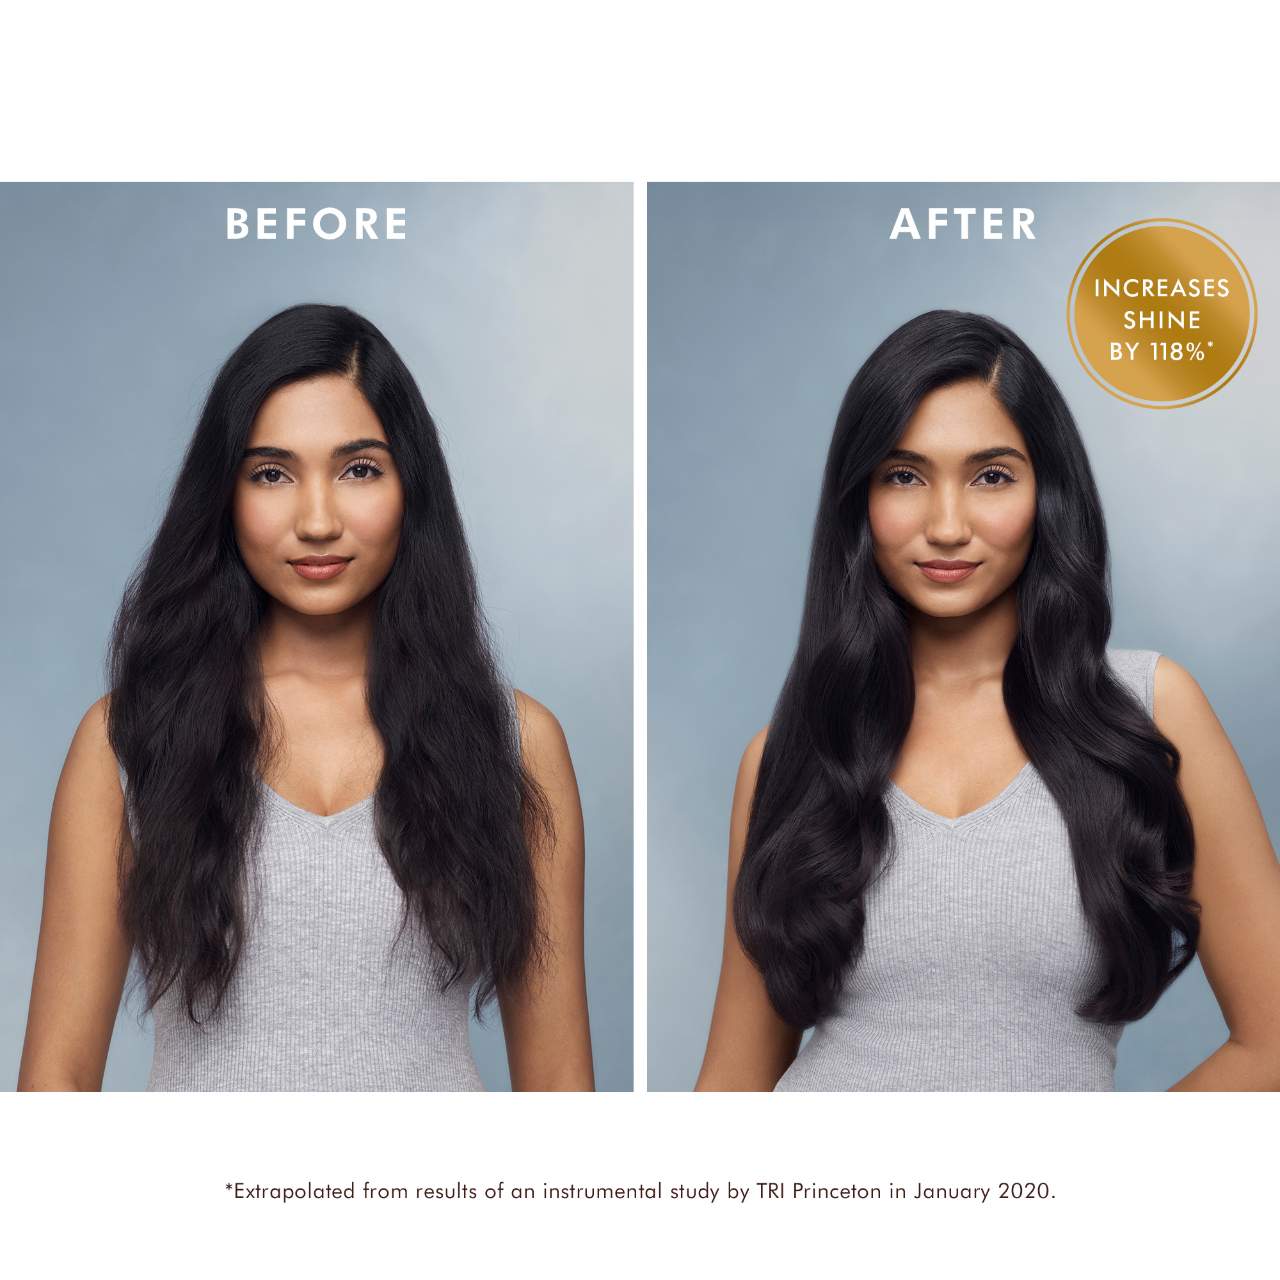 BEFORE
AFTER
INCREASES
SHINE
BY 118%*
*Extrapolated from results of an instrumental study by TRI Princeton in January 2020.